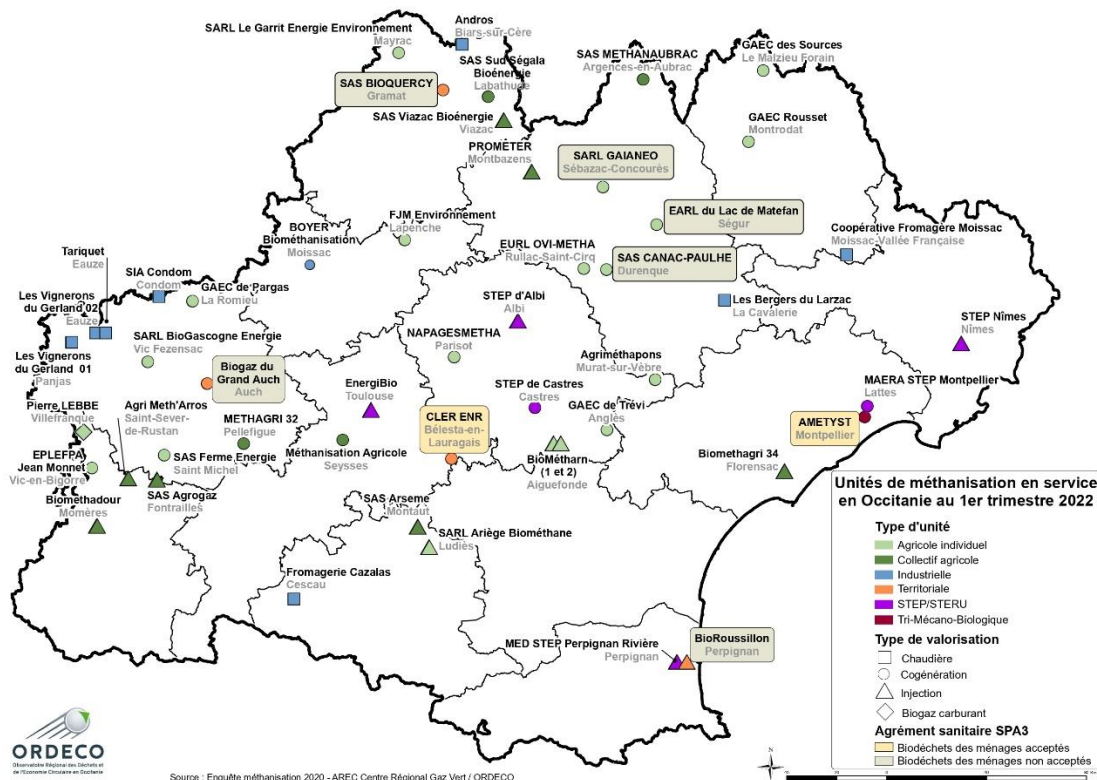 SARL Le Garrit Energie Environnement
Mayrac
Andros
Biars-sur-Cère
SAS BIOQUERCY
Gramat
SAS Sud Ségala
Bioénergie
Labathude
SAS Viazac Bioénergie
Viazac
PROMÉTER
Montbazens
SAS METHANAUBRAC
Argences-en-Aubrac
GAEC des Sources
Le Malzieu Forain
GAEC Rousset
Montrodat
SARL GAIANEO
Sébazac-Concourès
EARL du Lac de Matefan
Ségur
FJM Environnement
Lapenche
BOYER
Biométhanisation
Moissac
EURL OVI-METHA
Rullac-Saint-Cirq
SAS CANAC-PAULHE
Durenque
Coopérative Fromagère Moissac
Moissac-Vallée Française
Tariquet
Eauze
SIA Condom
Condom
GAEC de Pargas
La Romieu
Les Vignerons
du Gerland 02
Eauze
Les Vignerons
du Gerland 01
Panjas
SARL BioGascogne Energie
Vic Fezensac
STEP d'Albi
Albi
Les Bergers du Larzac
La Cavalerie
STEP Nîmes
Nîmes
NAPAGESMETHA
Parisot
Agriméthapons
Murat-sur-Vèbre
Biogaz du
Grand Auch
Auch
EnergiBio
Toulouse
STEP de Castres
Castres
MAERA STEP Montpellier
Lattes
AMETYST
Montpellier
Pierre LEBBE
Villefranque
Agri Meth'Arros
Saint-Sever-
de-Rustan
METHAGRI 32
Pellefigue
CLER ENR
Bélesta-en-
Lauragais
GAEC de Trévi
Anglès
Méthanisation Agricole
Seysses
BioMétharn
(1 et 2)
Aiguefonde
Biomethagri 34
Florensac
EPLEFPA
Jean Monnet
Vic-en-Bigorre
SAS Ferme Energie
Saint Michel
SAS Agrogaz
Fontrailles
Biométhadour
Momères
SAS Arseme
Montaut
SARL Ariège Biométhane
Ludiès
Fromagerie Cazalas
Cescau
MED STEP Perpignan Rivière
Perpignan
BioRoussillon
Perpignan
Unités de méthanisation en service
en Occitanie au 1er trimestre 2022
Type d'unité
Agricole individuel
Collectif agricole
Industrielle
Territoriale
STEP/STERU
Tri-Mécano-Biologique
Type de valorisation
Chaudière
Cogénération
Injection
Biogaz carburant
Agrément sanitaire SPA3
Biodéchets des ménages acceptés
Biodéchets des ménages non acceptés
ORDECO
Observatoire Régional des Déchets et
de l'Economie Circulaire en Occitanie
Source : Enquête méthanisation 2020 - AREC Centre Régional Gaz Vert / ORDECO
N